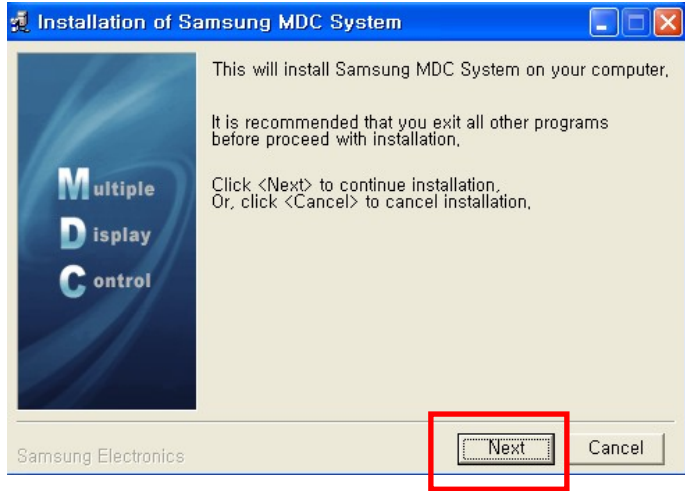 Installation of Samsung MDC System
This will install Samsung MDC System on your computer,
It is recommended that you exit all other programs
before proceed with installation,
Click <Next> to continue installation,
Or, click <Cancel> to cancel installation,
Multiple
Display
Control
Samsung Electronics
Next
Cancel